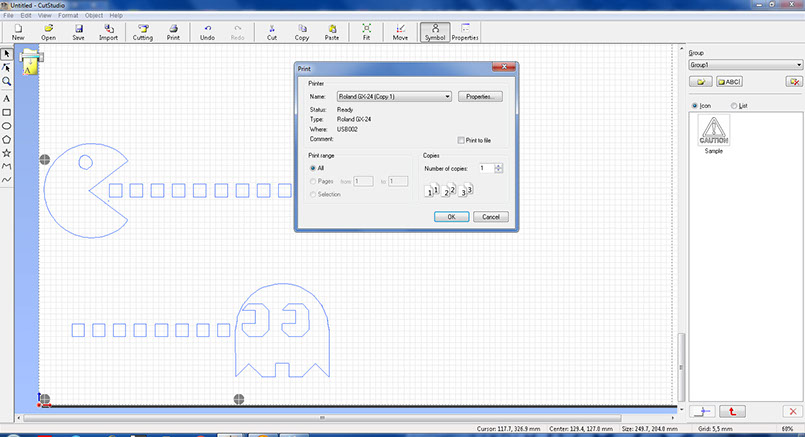 Untitled - CutStudio
File Edit View Format Object Help
New Open Save Import Cutting Print Undo Redo Cut Copy Paste Fit Move Symbol Properties
A
A
Print
Printer
Name: Roland GX-24 (Copy 1) Properties...
Status: Ready
Type: Roland GX-24
Where: USB002
Comment: Print to file
Print range
All
Pages from: 1 to: 1
Selection
Copies
Number of copies: 1
1 1 2 2 3 3
OK Cancel
Group
Group1
ABC!
Icon List
CAUTION
Sample
Cursor: 117.7, 326.9 mm Center: 129.4, 127.8 mm Size: 249.7, 204.8 mm Grid: 5,5 mm 68%